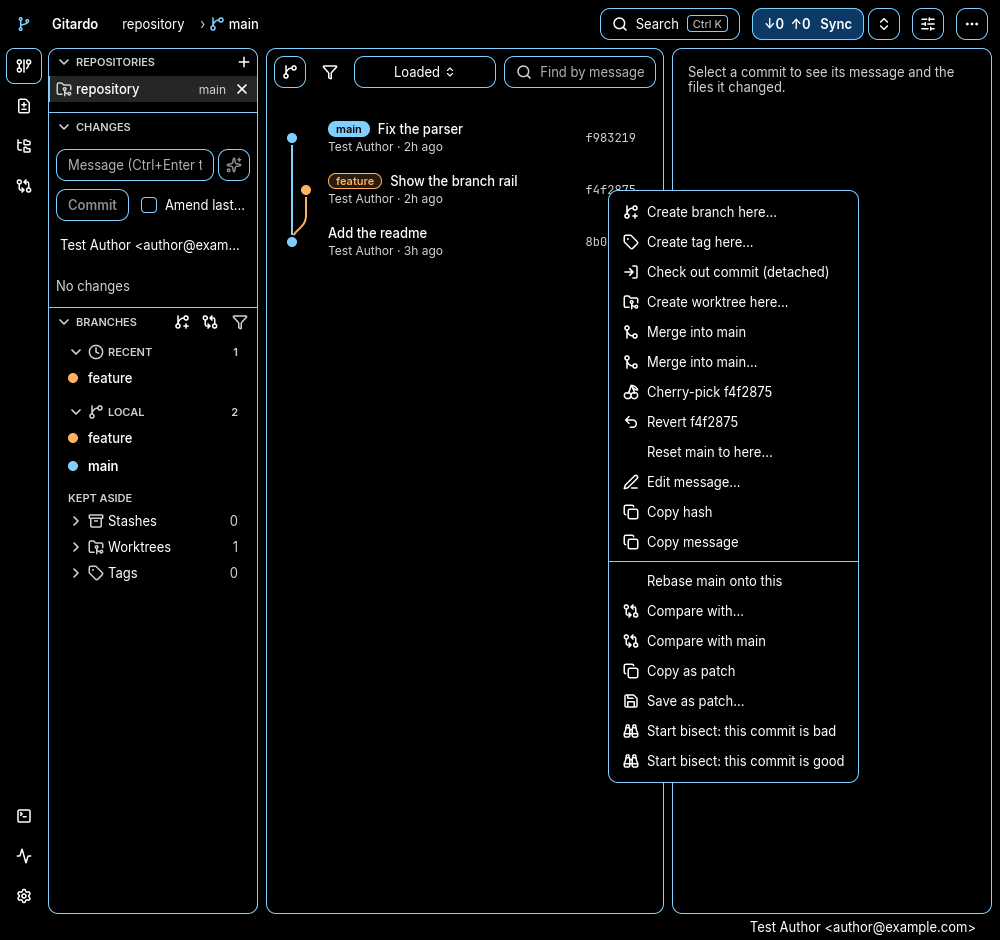 Gitardo repository › main Search Ctrl K ↓0 ↑0 Sync
REPOSITORIES
repository main
CHANGES
Message (Ctrl+Enter t
Commit Amend last...
Test Author <author@exam...
No changes
BRANCHES
RECENT 1
feature
LOCAL 2
feature
main
KEPT ASIDE
Stashes 0
Worktrees 1
Tags 0
Loaded Find by message
main Fix the parser f983219
Test Author · 2h ago
feature Show the branch rail f4f2875
Test Author · 2h ago
Add the readme 8b0
Test Author · 3h ago
Select a commit to see its message and the
files it changed.
Create branch here...
Create tag here...
Check out commit (detached)
Create worktree here...
Merge into main
Merge into main...
Cherry-pick f4f2875
Revert f4f2875
Reset main to here...
Edit message...
Copy hash
Copy message
Rebase main onto this
Compare with...
Compare with main
Copy as patch
Save as patch...
Start bisect: this commit is bad
Start bisect: this commit is good
Test Author <author@example.com>